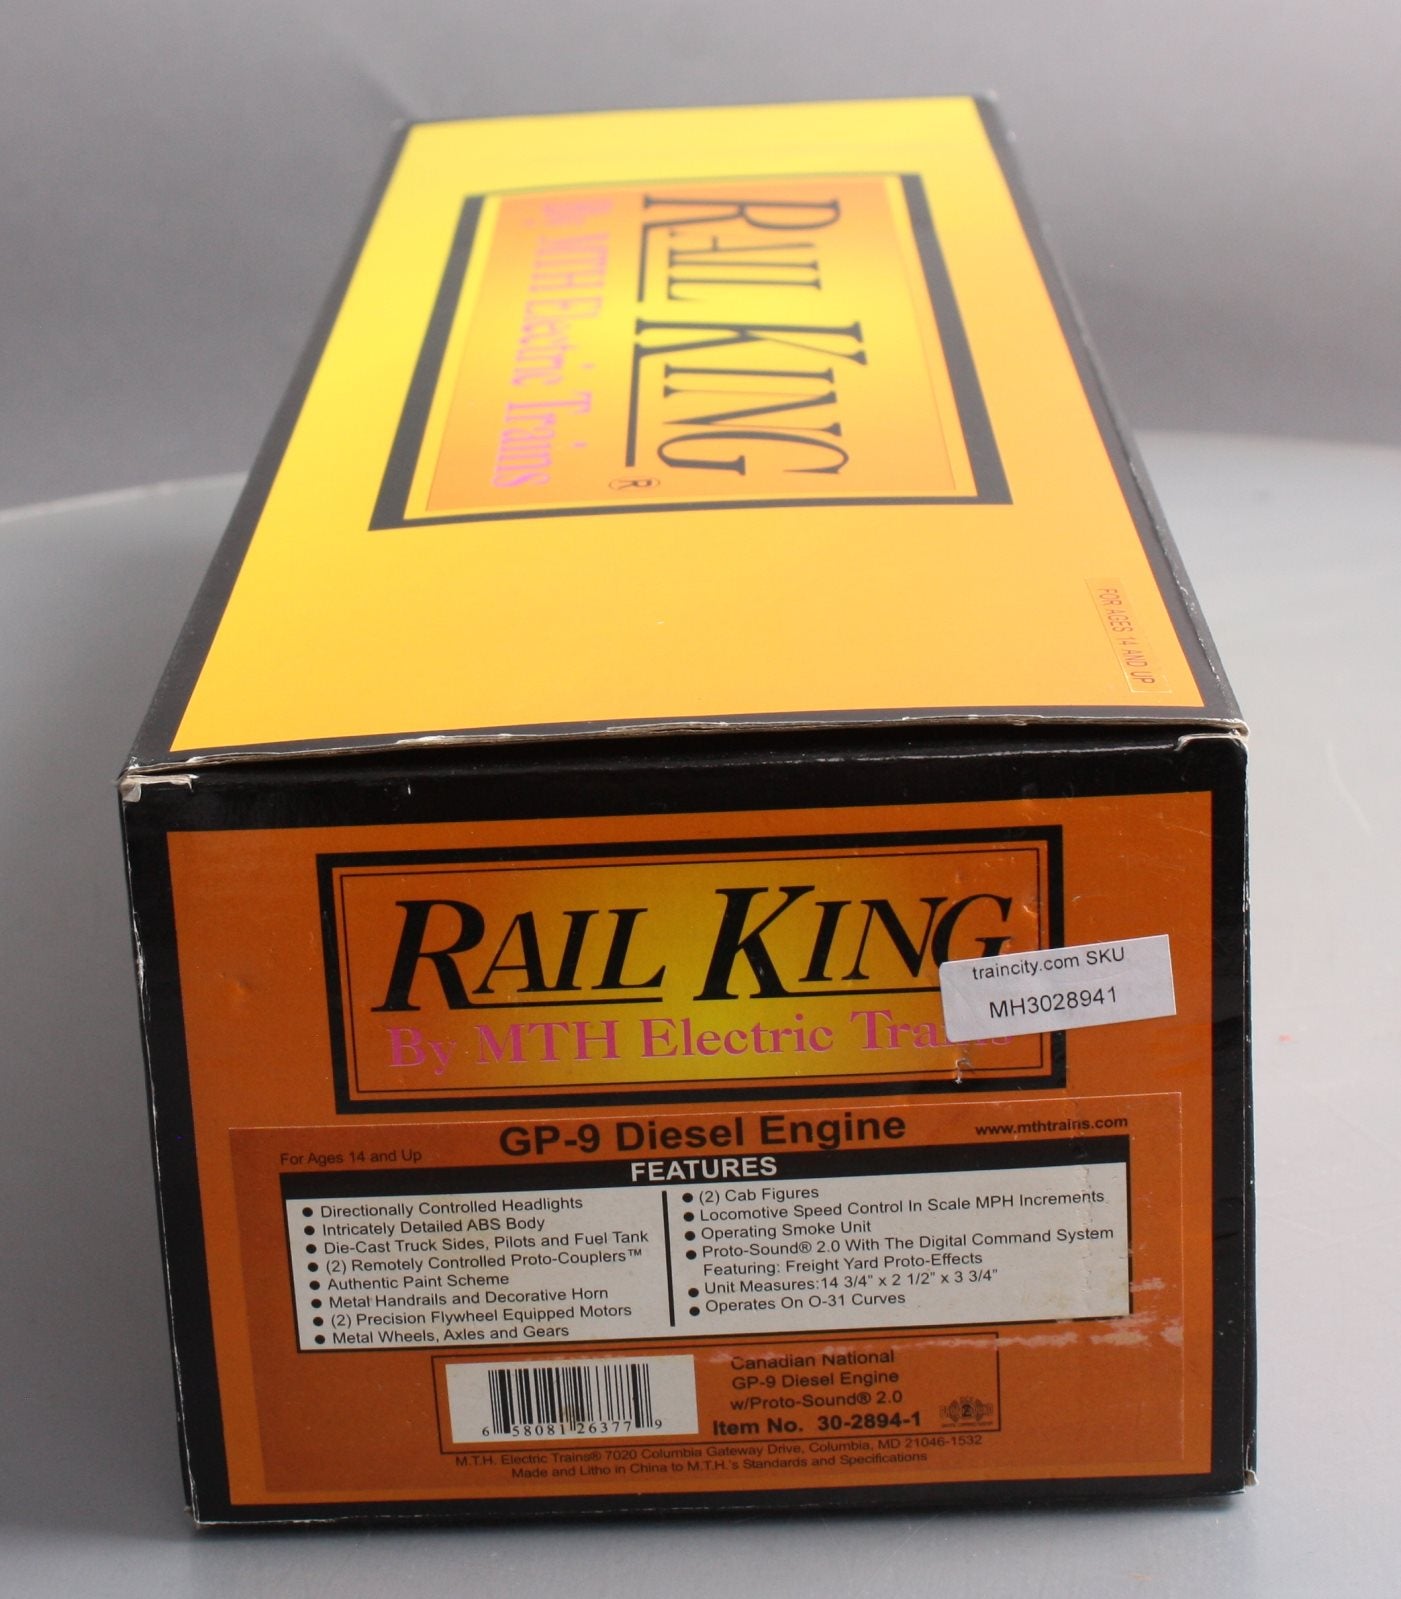 RAIL KING ®
By MTH Electric Trains
FOR AGES 14 AND UP
RAIL KING
By MTH Electric Trains
traincity.com SKU
MH3028941
GP-9 Diesel Engine
www.mthtrains.com
For Ages 14 and Up
FEATURES
● Directionally Controlled Headlights
● Intricately Detailed ABS Body
● Die-Cast Truck Sides, Pilots and Fuel Tank
● (2) Remotely Controlled Proto-Couplers™
● Authentic Paint Scheme
● Metal Handrails and Decorative Horn
● (2) Precision Flywheel Equipped Motors
● Metal Wheels, Axles and Gears
● (2) Cab Figures
● Locomotive Speed Control In Scale MPH Increments
● Operating Smoke Unit
● Proto-Sound® 2.0 With The Digital Command System
Featuring: Freight Yard Proto-Effects
● Unit Measures:14 3/4" x 2 1/2" x 3 3/4"
● Operates On O-31 Curves
6 58081 26377 9
Canadian National
GP-9 Diesel Engine
w/Proto-Sound® 2.0
Item No. 30-2894-1
M.T.H. Electric Trains® 7020 Columbia Gateway Drive, Columbia, MD 21046-1532
Made and Litho in China to M.T.H.'s Standards and Specifications